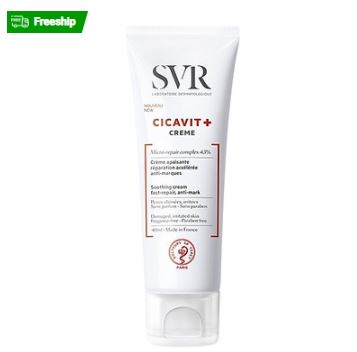 Freeship
SVR
LABORATOIRE DERMATOLOGIQUE
NOUVEAU
NEW
CICAVIT+
CREME
Micro-repair complex 4,5%
Crème apaisante
réparation accélérée
anti-marques
Soothing cream
fast-repair, anti-mark
Peaux abîmées, irritées
Sans parfum - Sans paraben
Damaged, irritated skin
Fragrance-free - Paraben-free
40ml - Made in France
PARIS